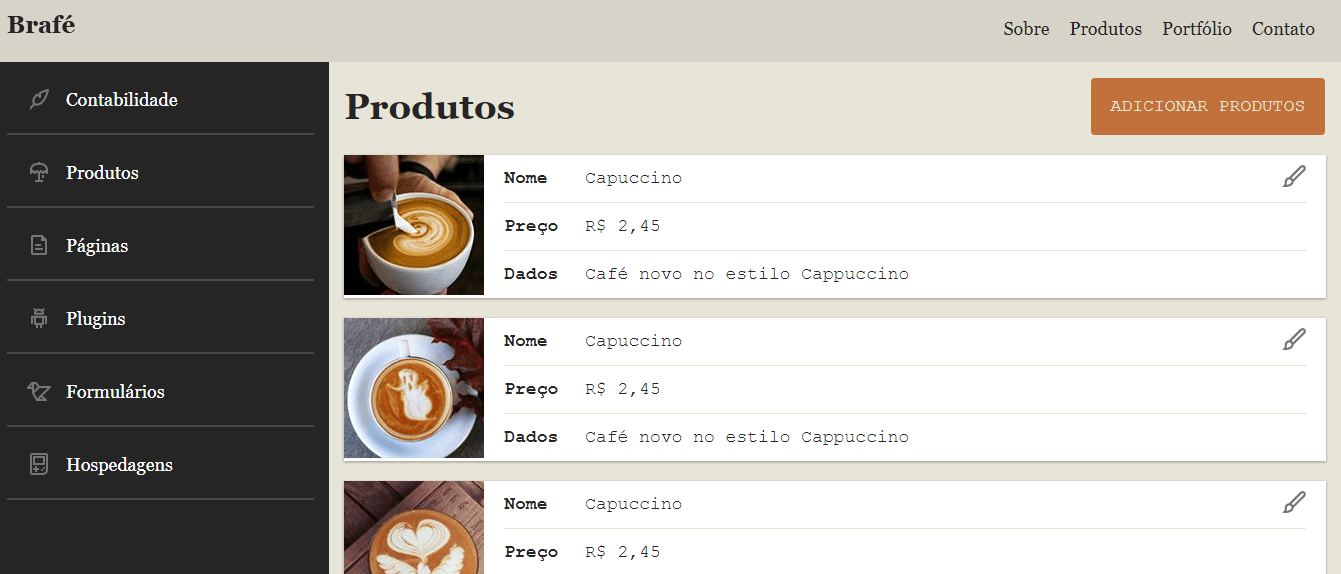 Brafé
Sobre Produtos Portfólio Contato
Contabilidade
Produtos
Páginas
Plugins
Formulários
Hospedagens
Produtos
ADICIONAR PRODUTOS
Nome Capuccino
Preço R$ 2,45
Dados Café novo no estilo Cappuccino
Nome Capuccino
Preço R$ 2,45
Dados Café novo no estilo Cappuccino
Nome Capuccino
Preço R$ 2,45